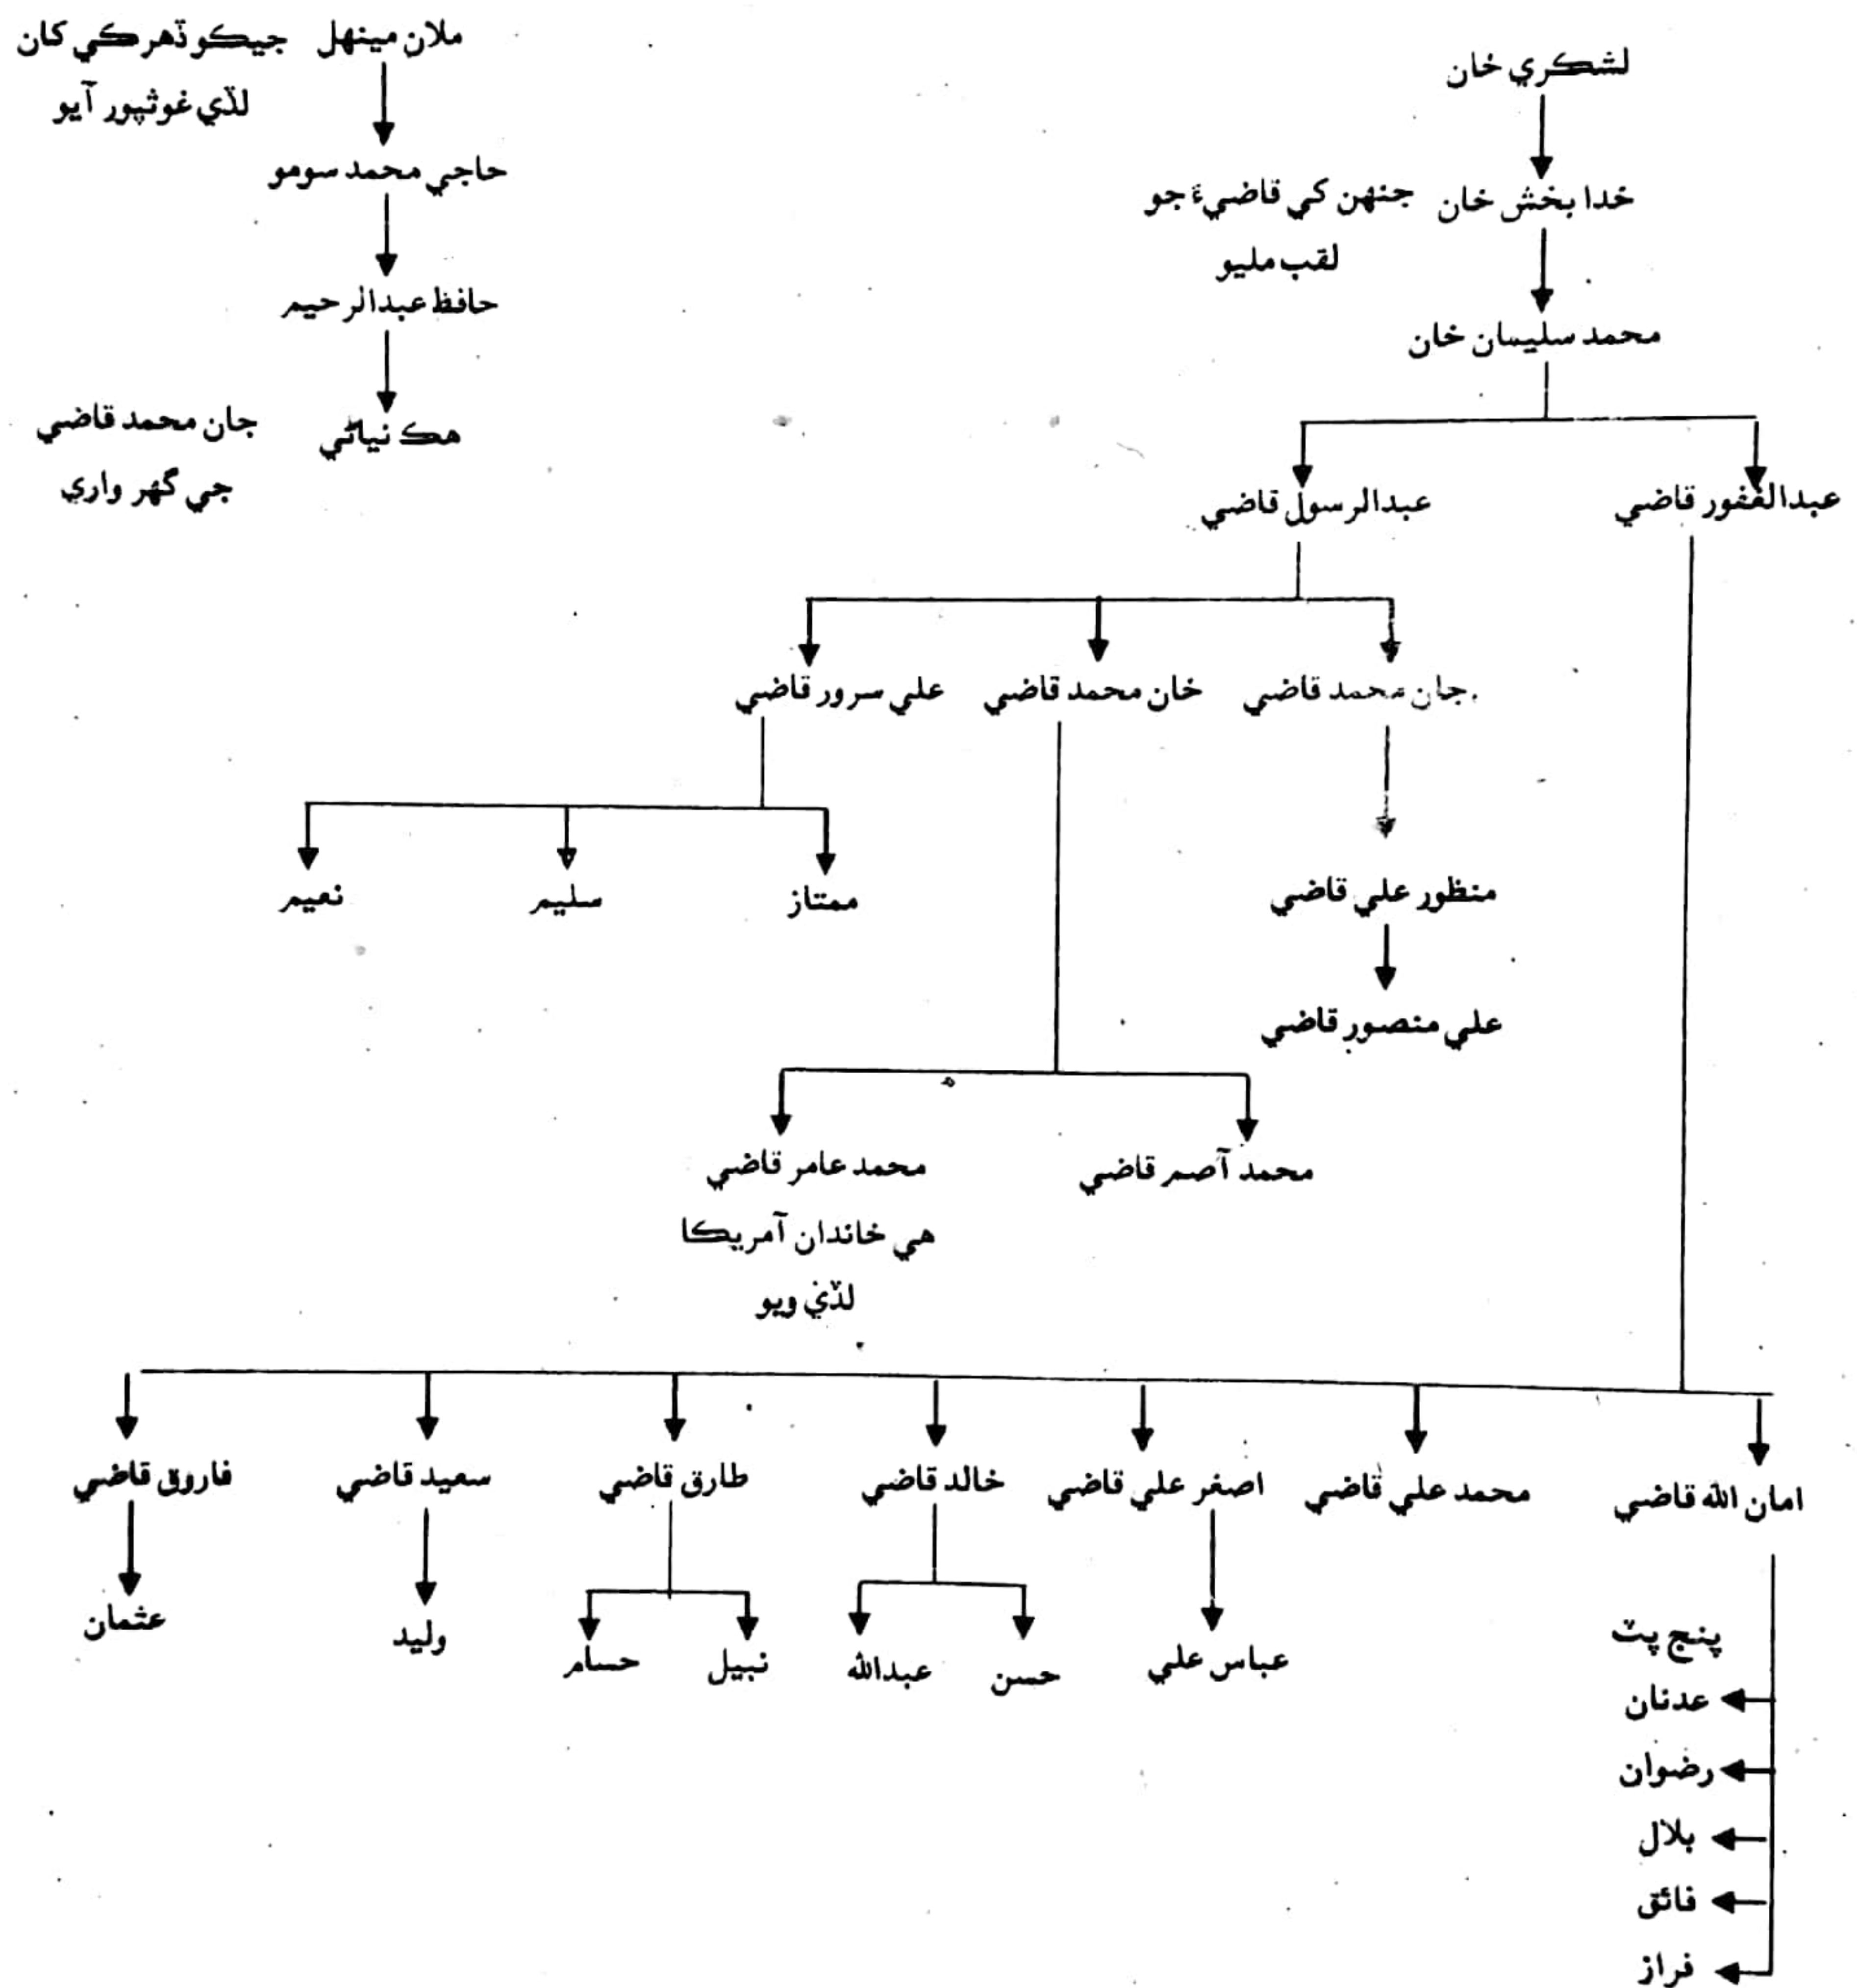 لشڪري خان
خدا بخش خان جنهن کي قاضيءَ جو
لقب مليو
محمد سليمان خان
عبدالغفور قاضي
عبدالرسول قاضي
جان محمد قاضي
خان محمد قاضي
علي سرور قاضي
منظور علي قاضي
علي منصور قاضي
ممتاز
سليم
نعيم
محمد آصم قاضي
محمد عامر قاضي
هي خاندان آمريڪا
لڏي ويو
ملان مينهل جيڪو ڏهرڪي کان
لڏي غوثپور آيو
حاجي محمد سومو
حافظ عبدالرحيم
هڪ نياڻي
جان محمد قاضي
جي گهر واري
امان الله قاضي
محمد علي قاضي
اصغر علي قاضي
خالد قاضي
طارق قاضي
سعيد قاضي
فاروق قاضي
پنج پٽ
عدنان
رضوان
بلال
فائق
فراز
عباس علي
حسن
عبدالله
نبيل
حسام
وليد
عثمان